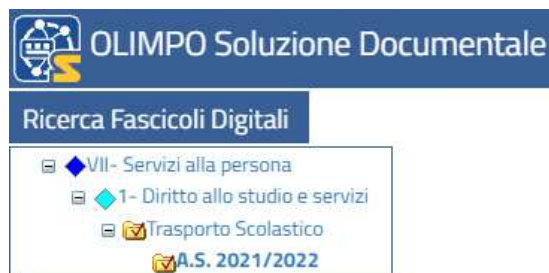 OLIMPO Soluzione Documentale
Ricerca Fascicoli Digitali
VII- Servizi alla persona
1- Diritto allo studio e servizi
Trasporto Scolastico
A.S. 2021/2022